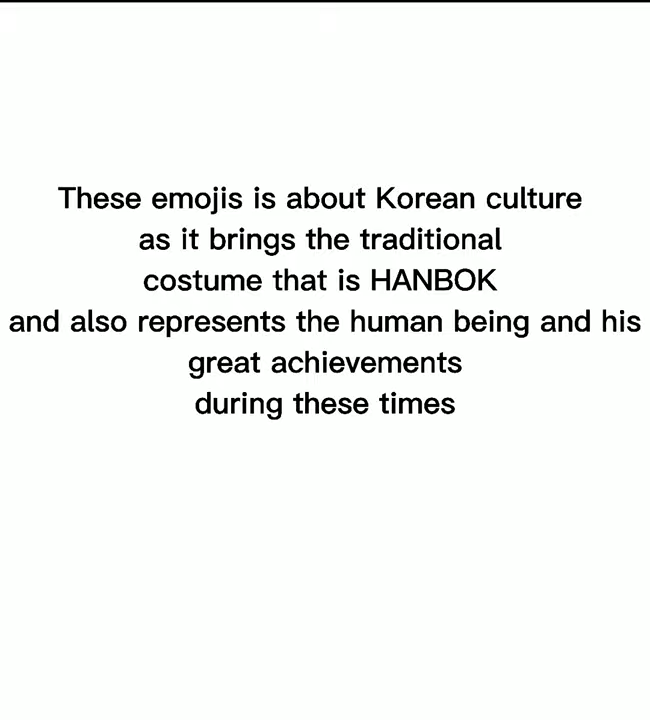 These emojis is about Korean culture
as it brings the traditional
costume that is HANBOK
and also represents the human being and his
great achievements
during these times